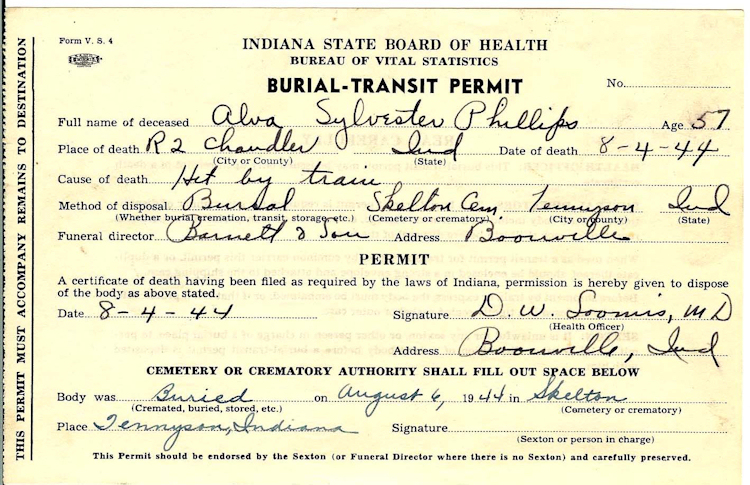 Form V. S. 4
INDIANA STATE BOARD OF HEALTH
BUREAU OF VITAL STATISTICS
BURIAL-TRANSIT PERMIT
No.
Full name of deceased Alva Sylvester Phillips Age 57
Place of death R2 Chandler Ind Date of death 8-4-44
(City or County) (State)
Cause of death Hit by train
Method of disposal Burial Skelton Cem. Tennyson Ind
(Whether burial, cremation, transit, storage, etc.) (Cemetery or crematory) (City or county) (State)
Funeral director Barnett & Son Address Boonville
PERMIT
A certificate of death having been filed as required by the laws of Indiana, permission is hereby given to dispose
of the body as above stated.
Date 8-4-44 Signature D. W. Loomis, MD
(Health Officer)
Address Boonville, Ind
CEMETERY OR CREMATORY AUTHORITY SHALL FILL OUT SPACE BELOW
Body was Buried on August 6, 1944 in Skelton
(Cremated, buried, stored, etc.) (Cemetery or crematory)
Place Tennyson, Indiana Signature
(Sexton or person in charge)
This Permit should be endorsed by the Sexton (or Funeral Director where there is no Sexton) and carefully preserved.
THIS PERMIT MUST ACCOMPANY REMAINS TO DESTINATION